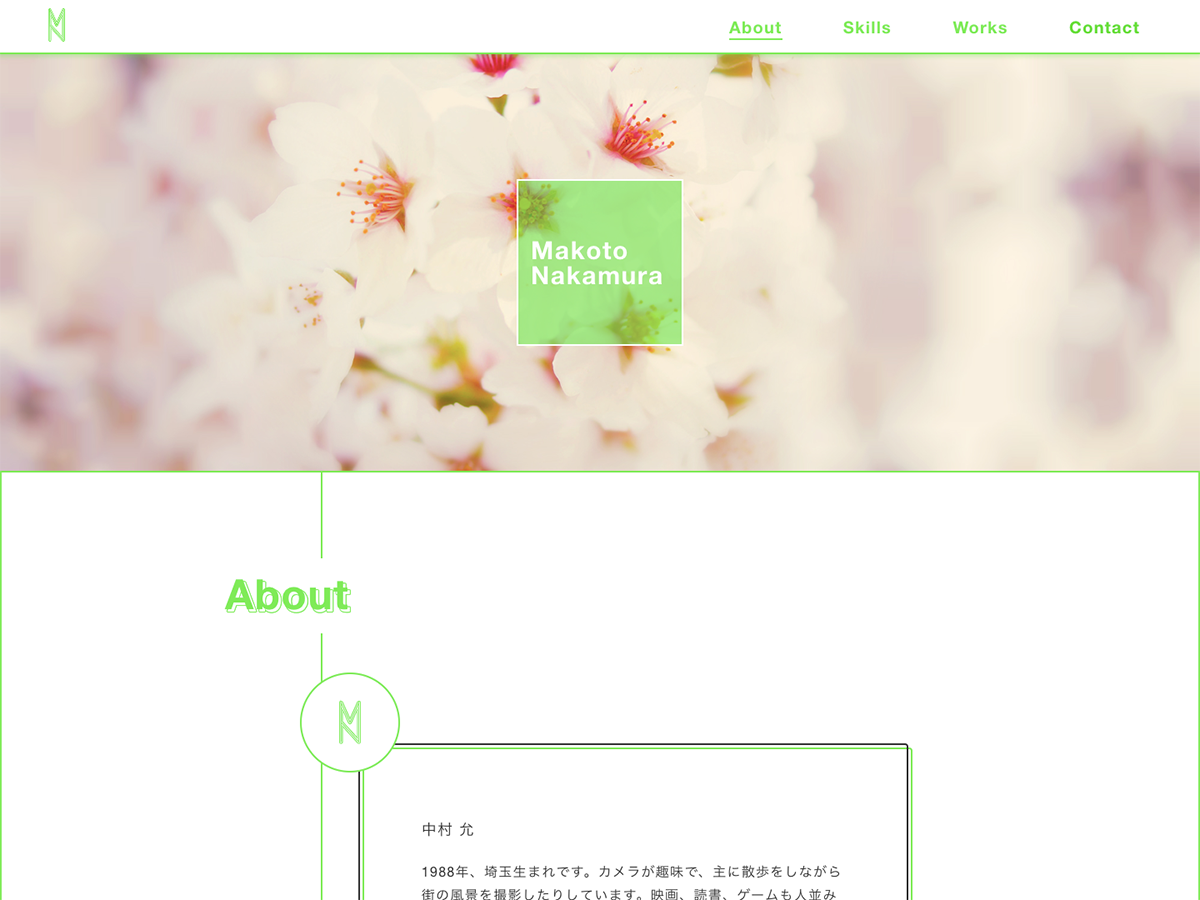 MN
About
Skills
Works
Contact
Makoto
Nakamura
About
MN
中村 允
1988年、埼玉生まれです。カメラが趣味で、主に散歩をしながら
街の風景を撮影したりしています。映画、読書、ゲームも人並み